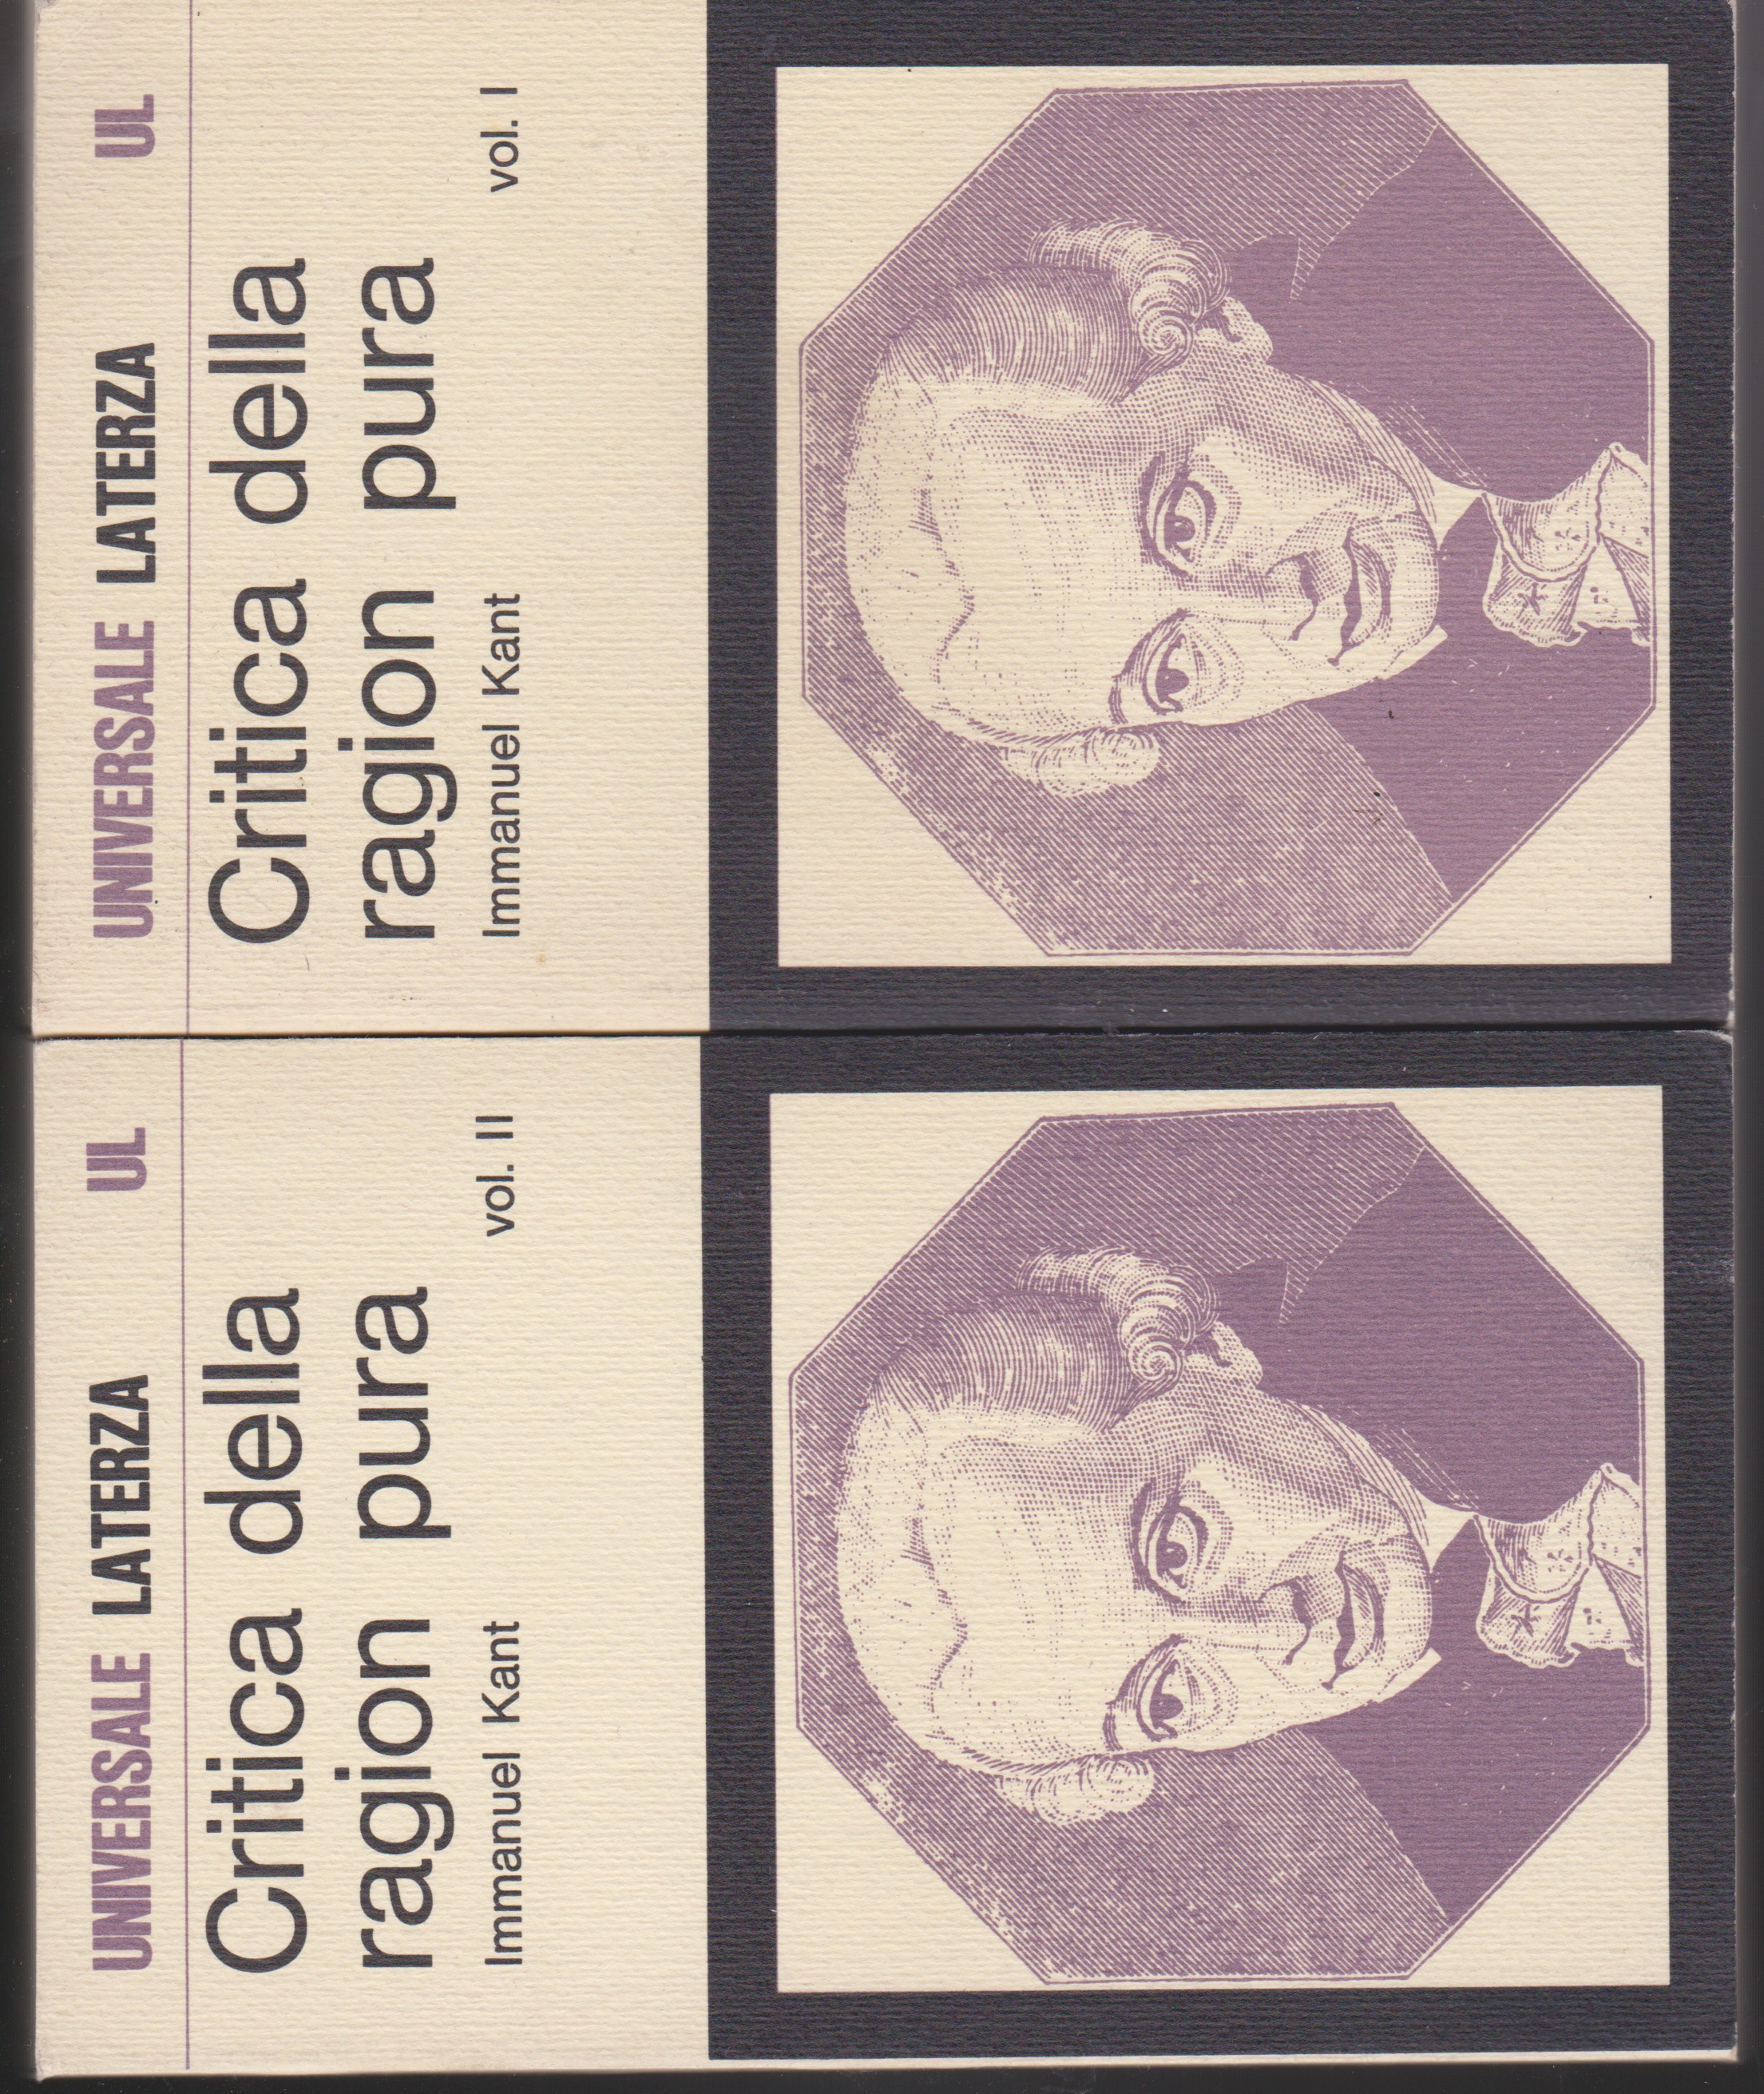 UNIVERSALE LATERZA UL
Critica della
ragion pura
Immanuel Kant vol. I
UNIVERSALE LATERZA UL
Critica della
ragion pura
Immanuel Kant vol. II